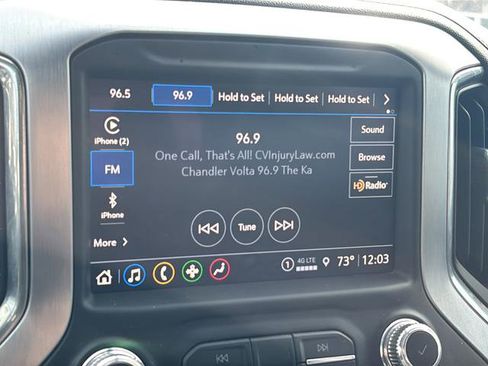 96.5 96.9 Hold to Set Hold to Set Hold to Set
iPhone (2)
FM
iPhone
More
96.9
One Call, That's All! CVInjuryLaw.com
Chandler Volta 96.9 The Ka
Tune
Sound
Browse
HD Radio
1 4G LTE 73° 12:03